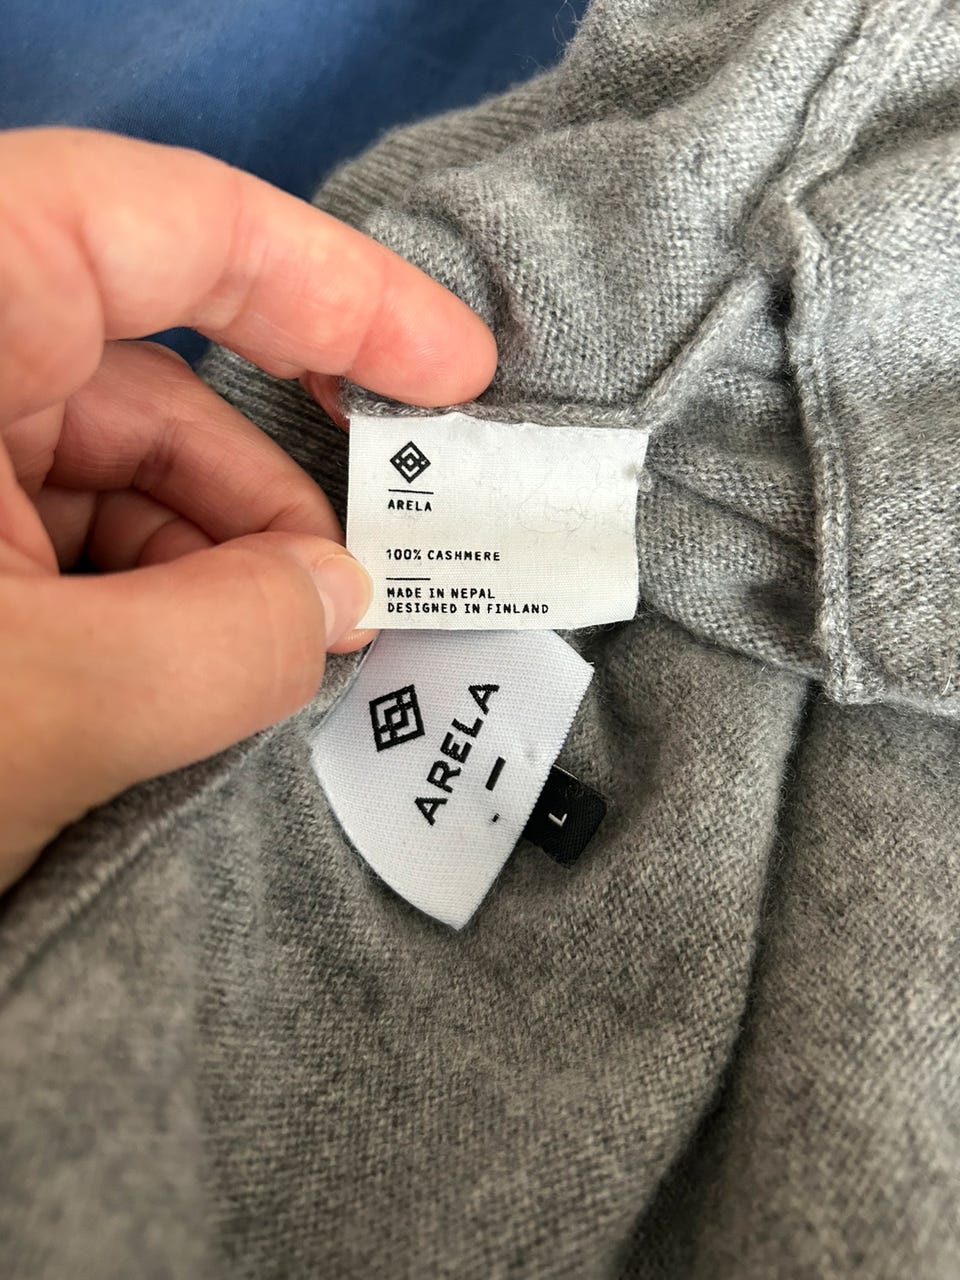 ARELA
100% CASHMERE
MADE IN NEPAL
DESIGNED IN FINLAND
ARELA
L